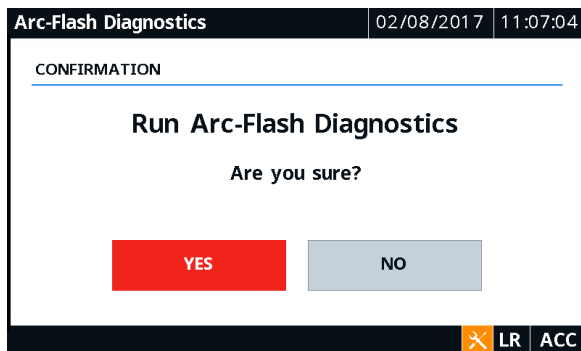 Arc-Flash Diagnostics 02/08/2017 11:07:04
CONFIRMATION
Run Arc-Flash Diagnostics
Are you sure?
YES NO
LR ACC